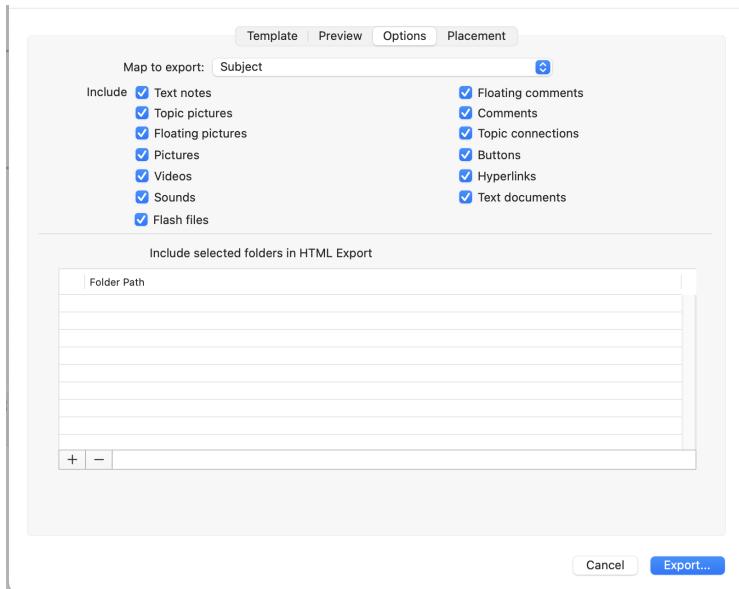 Template Preview Options Placement
Map to export: Subject
Include Text notes Floating comments
Topic pictures Comments
Floating pictures Topic connections
Pictures Buttons
Videos Hyperlinks
Sounds Text documents
Flash files
Include selected folders in HTML Export
Folder Path
+ −
Cancel Export...